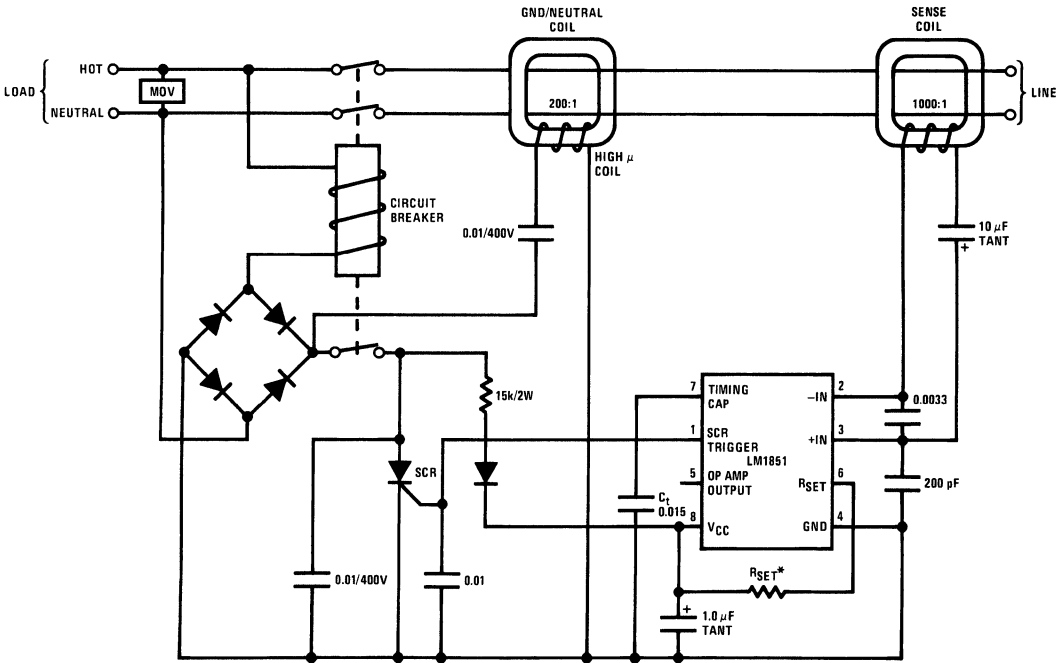 GND/NEUTRAL
COIL
SENSE
COIL
LOAD
HOT
MOV
NEUTRAL
200:1
1000:1
LINE
HIGH μ
COIL
CIRCUIT
BREAKER
0.01/400V
10 μF
TANT
+
15k/2W
7
TIMING
CAP
2
–IN
0.0033
1
SCR
TRIGGER
3
+IN
LM1851
SCR
5
OP AMP
OUTPUT
6
RSET
200 pF
Ct
0.015
8
VCC
4
GND
0.01/400V
0.01
RSET*
+
1.0 μF
TANT